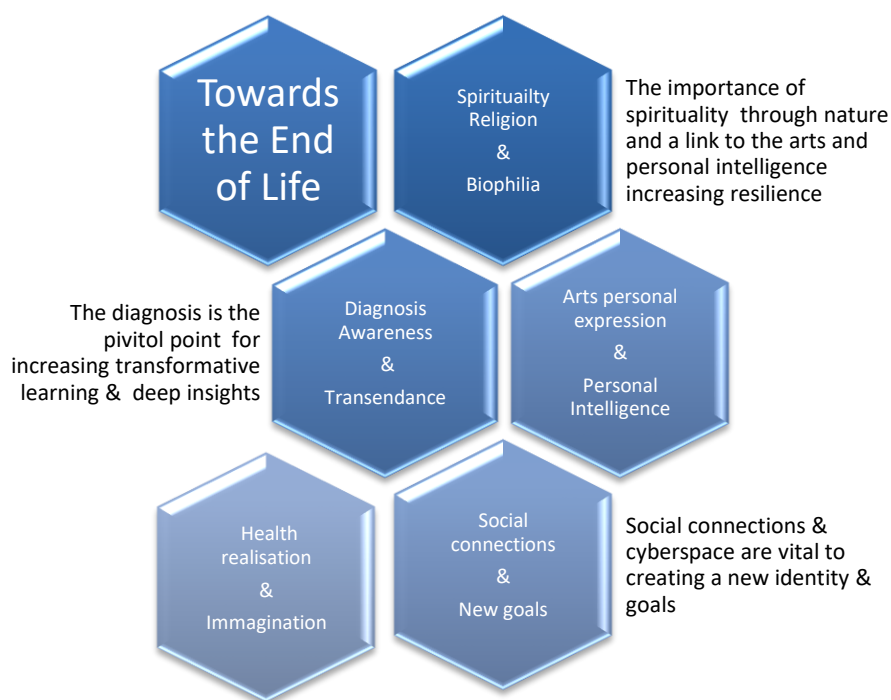 Towards
the End
of Life
Spirituailty
Religion
&
Biophilia
The importance of
spirituality through nature
and a link to the arts and
personal intelligence
increasing resilience
The diagnosis is the
pivitol point for
increasing transformative
learning & deep insights
Diagnosis
Awareness
&
Transendance
Arts personal
expression
&
Personal
Intelligence
Health
realisation
&
Immagination
Social
connections
&
New goals
Social connections &
cyberspace are vital to
creating a new identity &
goals